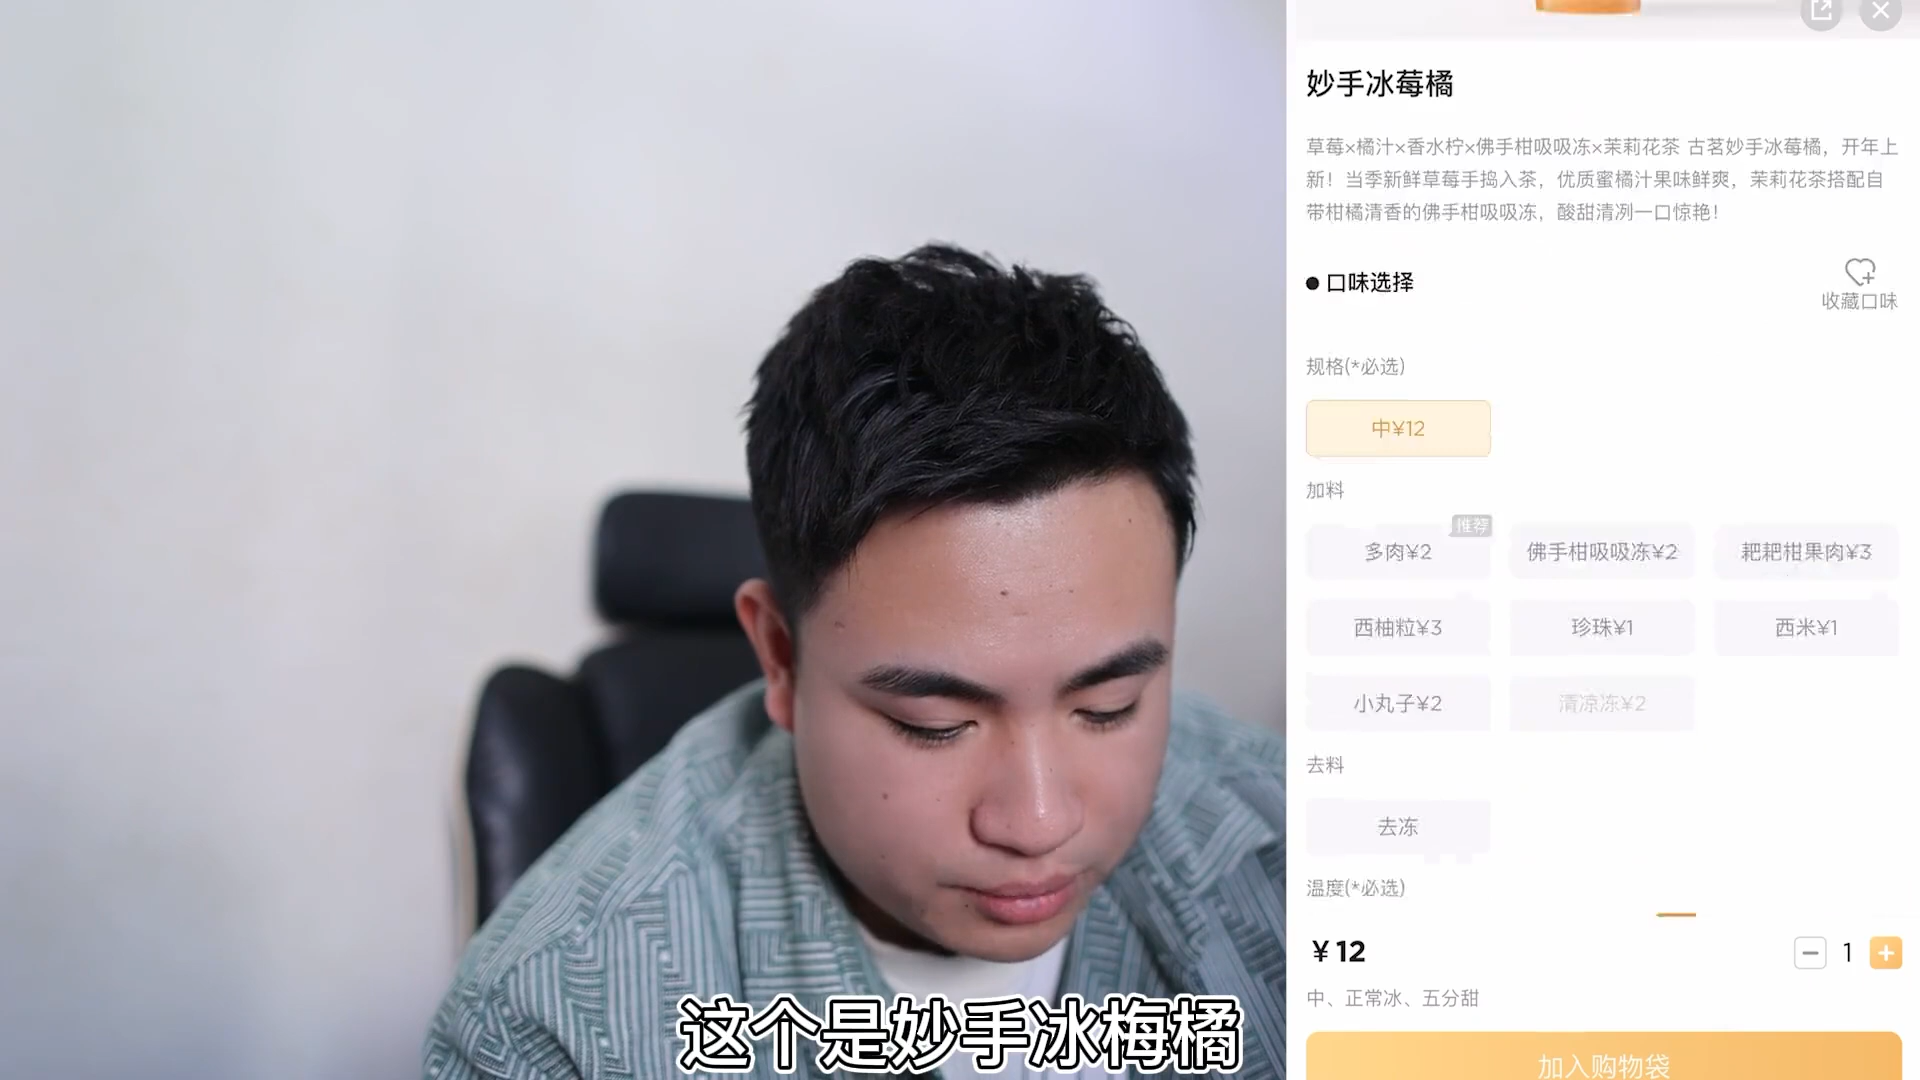 妙手冰莓橘
草莓×橘汁×香水柠×佛手柑吸吸冻×茉莉花茶 古茗妙手冰莓橘，开年上
新！当季新鲜草莓手捣入茶，优质蜜橘汁果味鲜爽，茉莉花茶搭配自
带柑橘清香的佛手柑吸吸冻，酸甜清冽一口惊艳！
口味选择
收藏口味
规格(*必选)
中¥12
加料
推荐
多肉¥2 佛手柑吸吸冻¥2 耙耙柑果肉¥3
西柚粒¥3 珍珠¥1 西米¥1
小丸子¥2 清凉冻¥2
去料
去冻
温度(*必选)
¥12 1
中、正常冰、五分甜
加入购物袋
这个是妙手冰梅橘